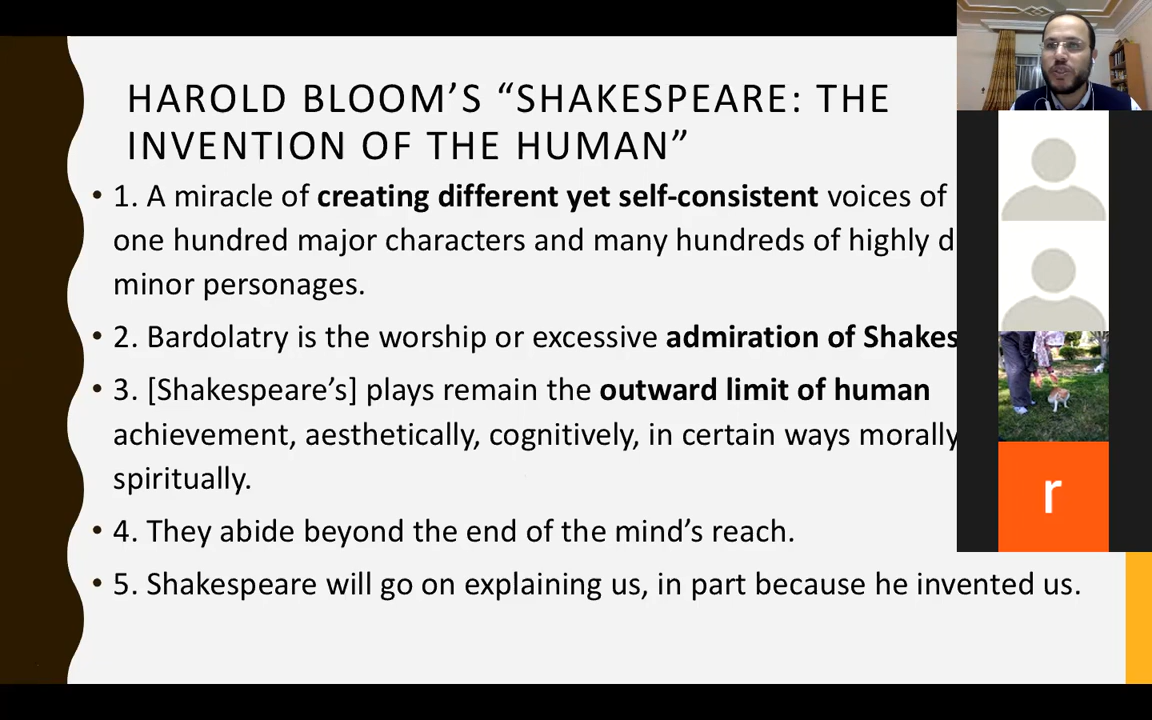 HAROLD BLOOM’S “SHAKESPEARE: THE
INVENTION OF THE HUMAN”
• 1. A miracle of creating different yet self-consistent voices of
one hundred major characters and many hundreds of highly
minor personages.
• 2. Bardolatry is the worship or excessive admiration of
• 3. [Shakespeare’s] plays remain the outward limit of human
achievement, aesthetically, cognitively, in certain ways morally
spiritually.
• 4. They abide beyond the end of the mind’s reach.
• 5. Shakespeare will go on explaining us, in part because he invented us.
r